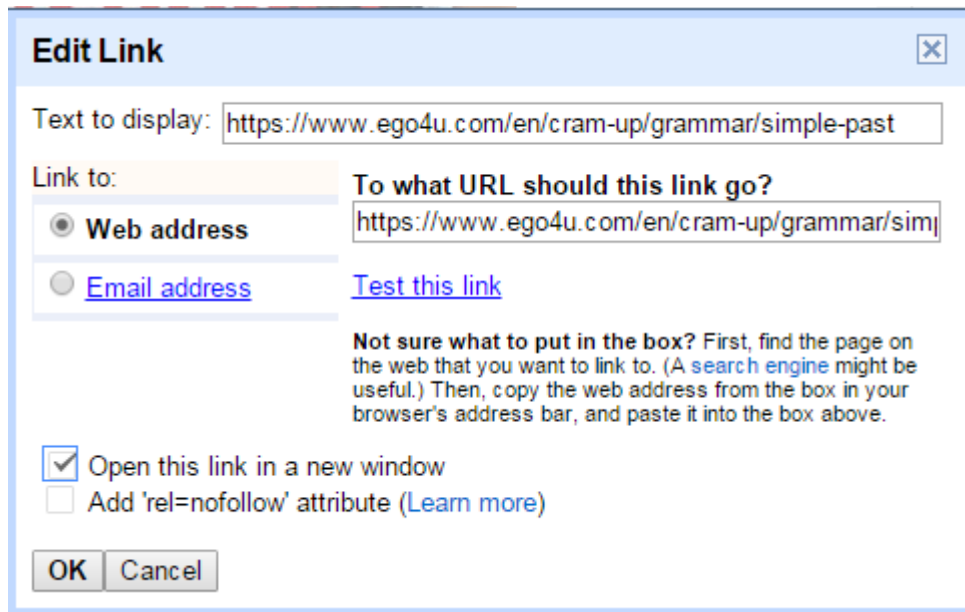 Edit Link
Text to display: https://www.ego4u.com/en/cram-up/grammar/simple-past
Link to:
To what URL should this link go?
Web address
https://www.ego4u.com/en/cram-up/grammar/simp
Email address
Test this link
Not sure what to put in the box? First, find the page on
the web that you want to link to. (A search engine might be
useful.) Then, copy the web address from the box in your
browser's address bar, and paste it into the box above.
Open this link in a new window
Add 'rel=nofollow' attribute (Learn more)
OK Cancel